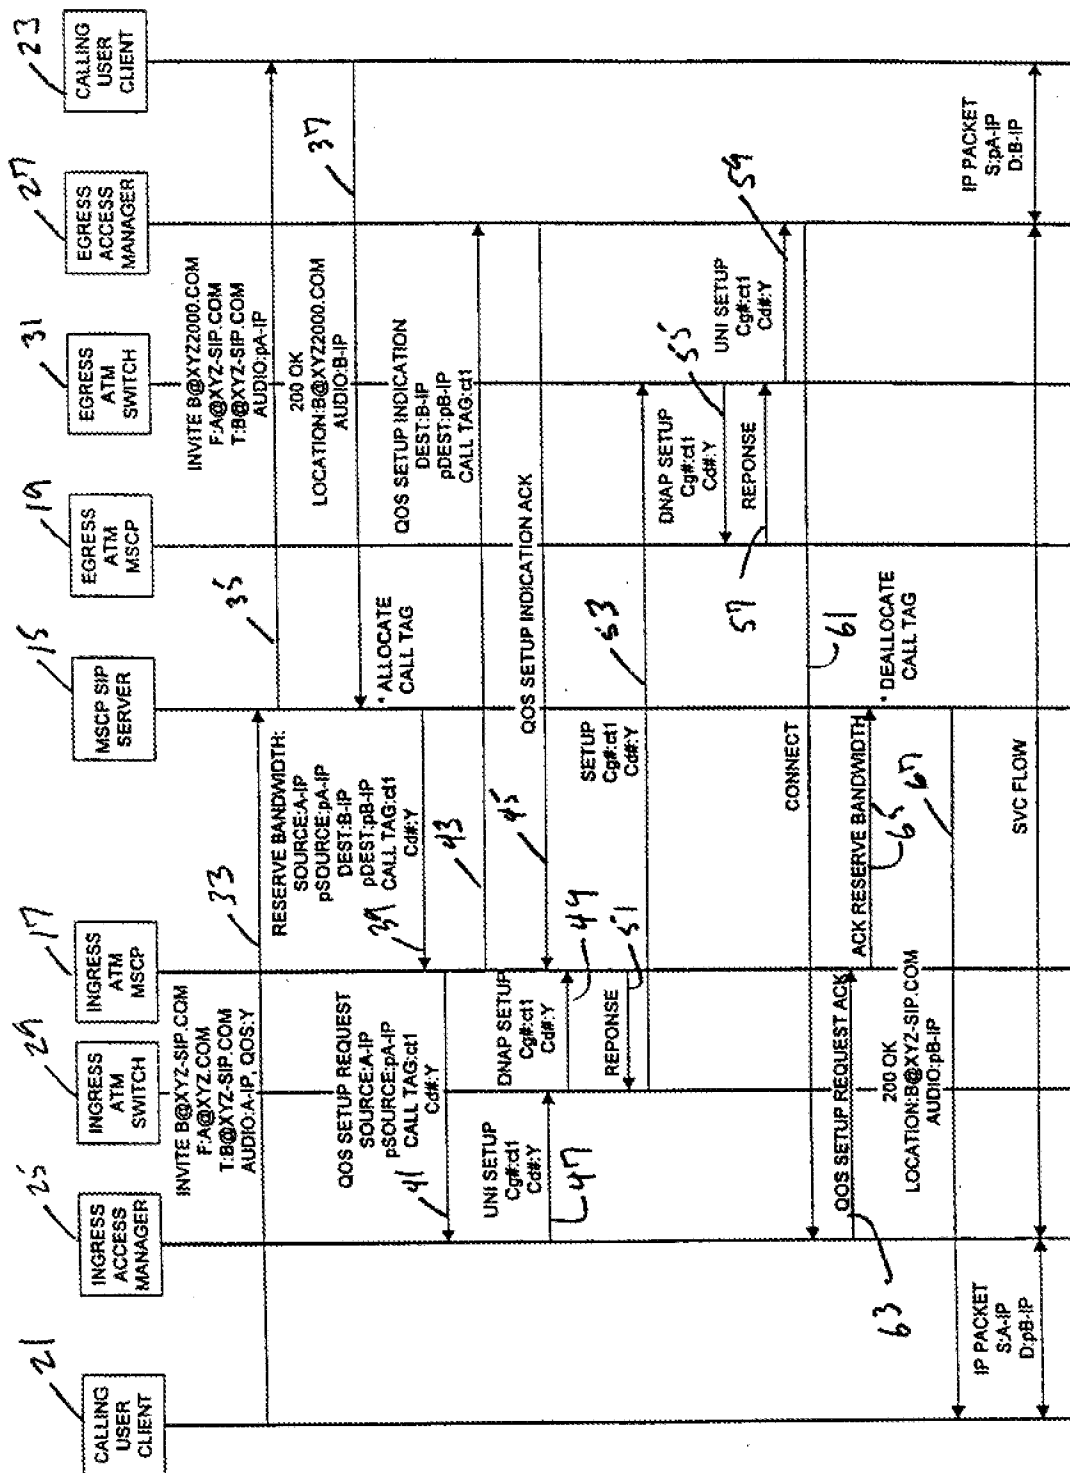 21
CALLING
USER
CLIENT
25
INGRESS
ACCESS
MANAGER
29
INGRESS
ATM
SWITCH
17
INGRESS
ATM
MSCP
15
MSCP SIP
SERVER
19
EGRESS
ATM
MSCP
31
EGRESS
ATM
SWITCH
27
EGRESS
ACCESS
MANAGER
23
CALLING
USER
CLIENT
INVITE B@XYZ-SIP.COM
F:A@XYZ.COM
T:B@XYZ-SIP.COM
AUDIO:A-IP, QOS:Y
33
INVITE B@XYZ2000.COM
F:A@XYZ-SIP.COM
T:B@XYZ-SIP.COM
AUDIO:pA-IP
35
200 OK
LOCATION:B@XYZ2000.COM
AUDIO:B-IP
37
* ALLOCATE
CALL TAG
RESERVE BANDWIDTH:
SOURCE:A-IP
pSOURCE:pA-IP
DEST:B-IP
pDEST:pB-IP
CALL TAG:ct1
Cd#:Y
39
QOS SETUP REQUEST
SOURCE:A-IP
pSOURCE:pA-IP
CALL TAG:ct1
Cd#:Y
41
QOS SETUP INDICATION
DEST:B-IP
pDEST:pB-IP
CALL TAG:ct1
43
QOS SETUP INDICATION ACK
45
UNI SETUP
Cg#:ct1
Cd#:Y
47
DNAP SETUP
Cg#:ct1
Cd#:Y
49
REPONSE
51
SETUP
Cg#:ct1
Cd#:Y
53
DNAP SETUP
Cg#:ct1
Cd#:Y
55
REPONSE
57
UNI SETUP
Cg#:ct1
Cd#:Y
59
CONNECT
61
QOS SETUP REQUEST ACK
63
ACK RESERVE BANDWIDTH
65
* DEALLOCATE
CALL TAG
200 OK
LOCATION:B@XYZ-SIP.COM
AUDIO:pB-IP
67
IP PACKET
S:A-IP
D:pB-IP
SVC FLOW
IP PACKET
S:pA-IP
D:B-IP